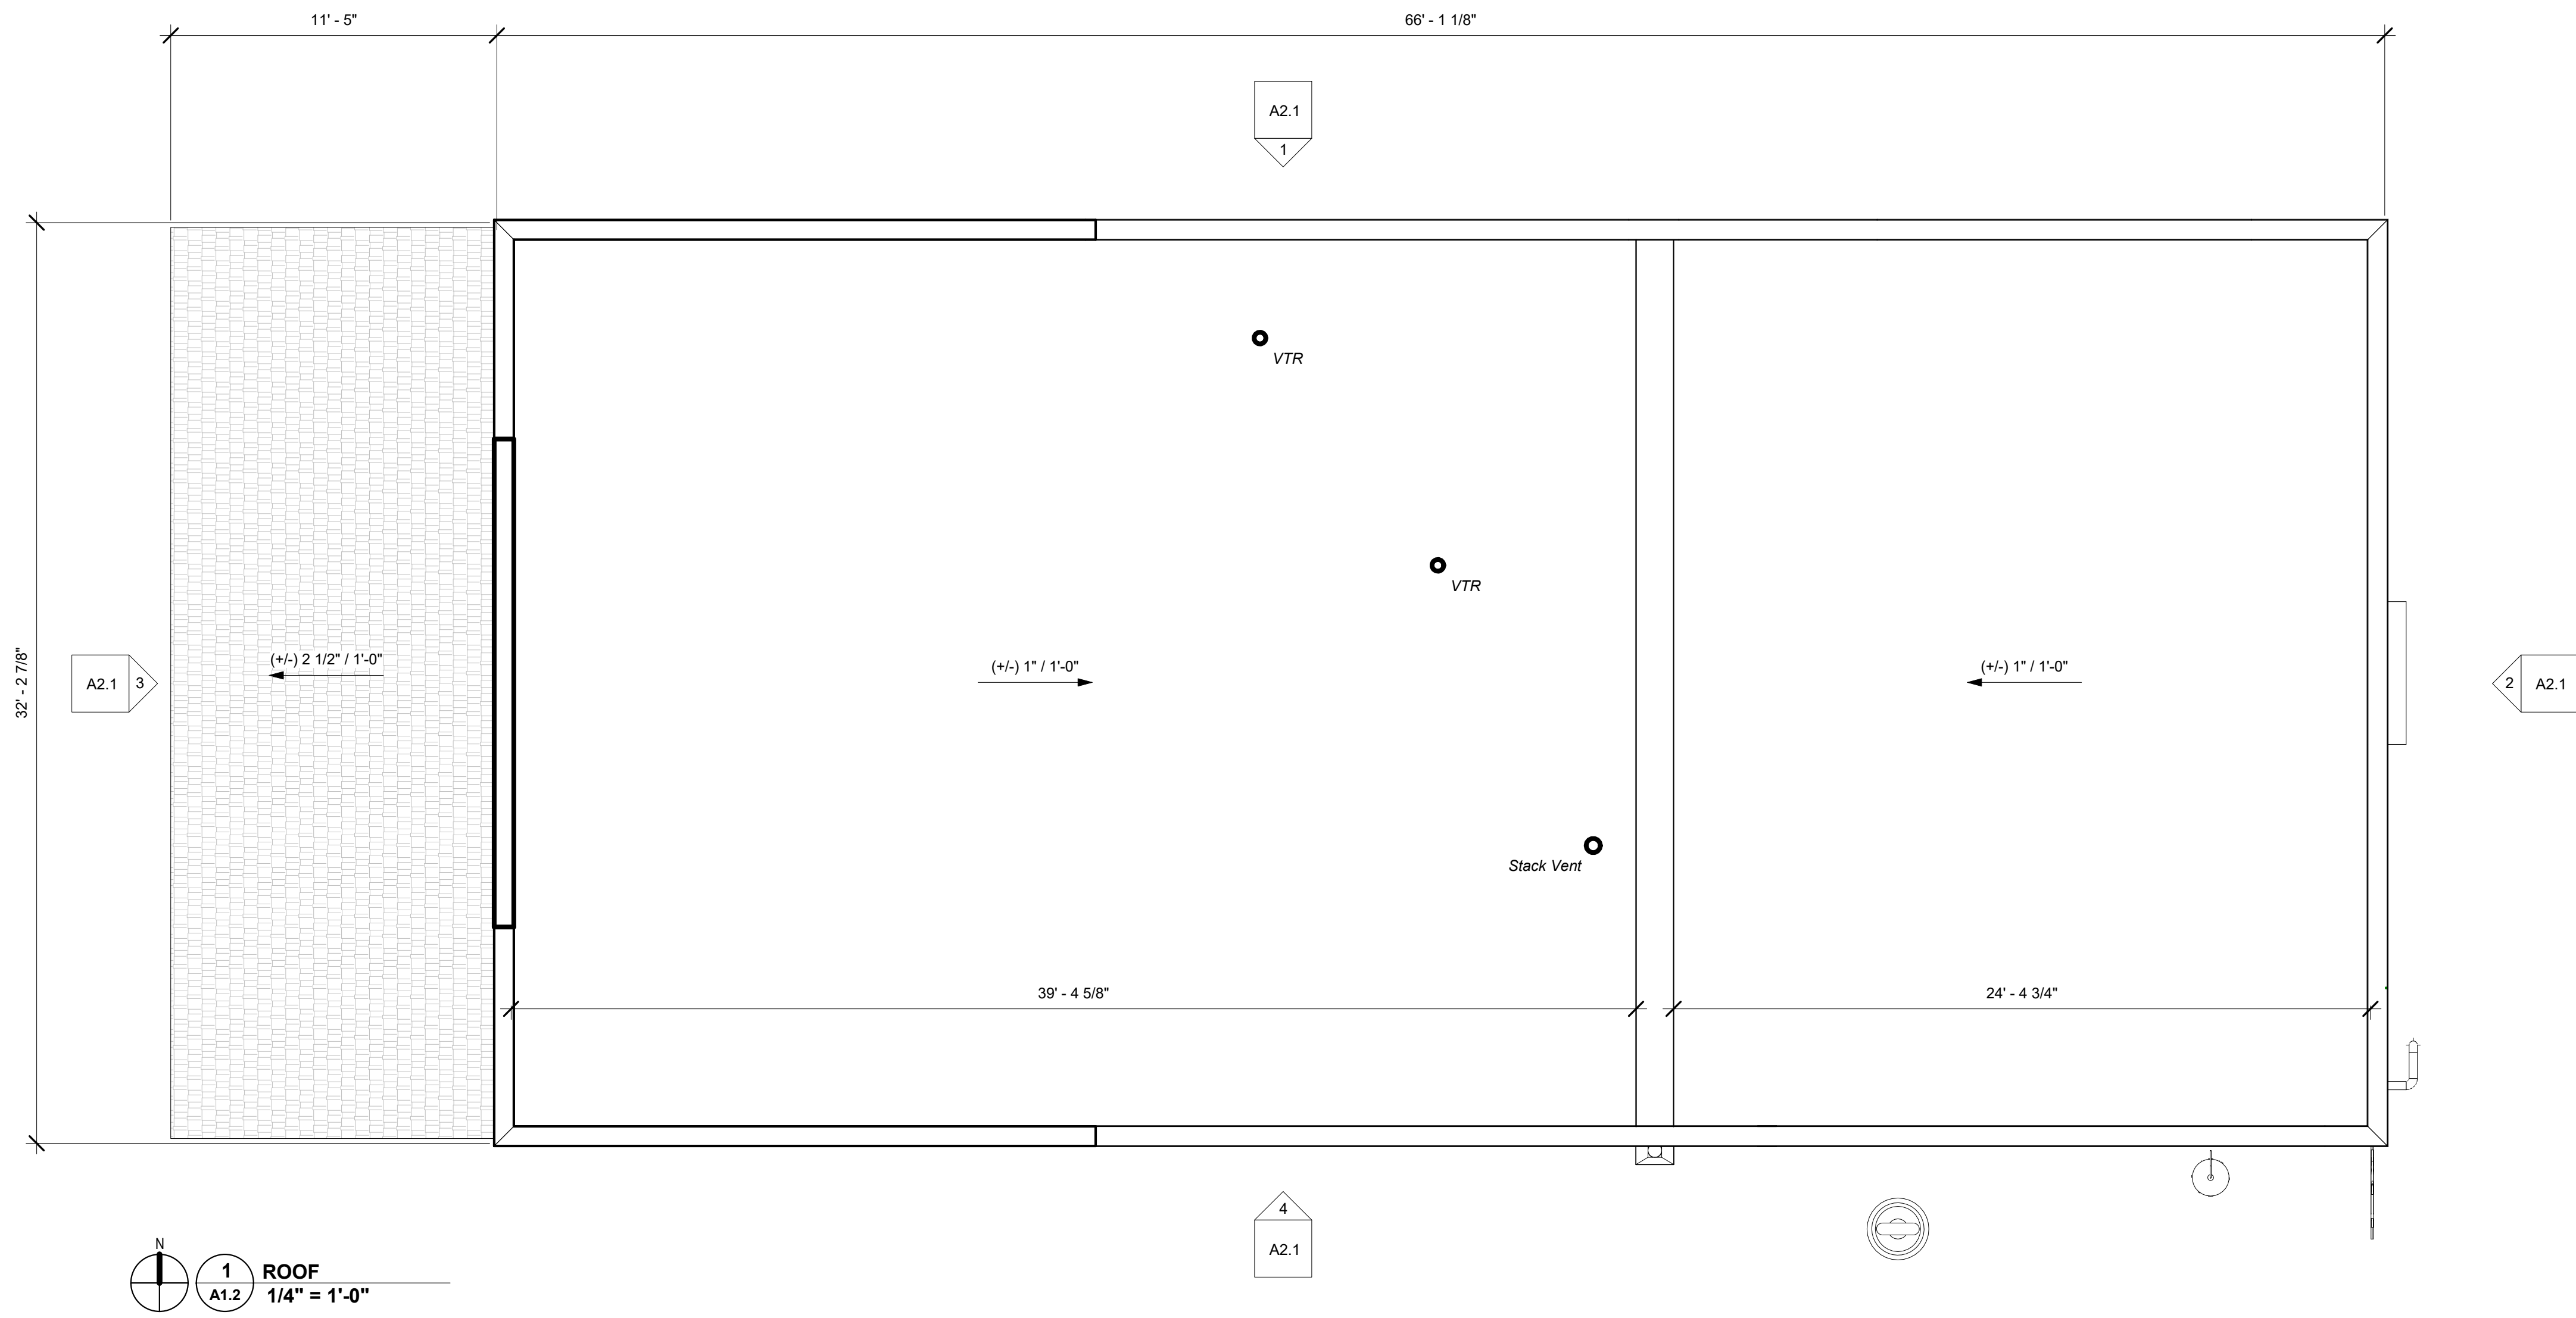 11' - 5"
66' - 1 1/8"
A2.1
1
VTR
VTR
32' - 2 7/8"
A2.1
3
(+/-) 2 1/2" / 1'-0"
(+/-) 1" / 1'-0"
(+/-) 1" / 1'-0"
2
A2.1
Stack Vent
39' - 4 5/8"
24' - 4 3/4"
4
A2.1
N
1
A1.2
ROOF
1/4" = 1'-0"